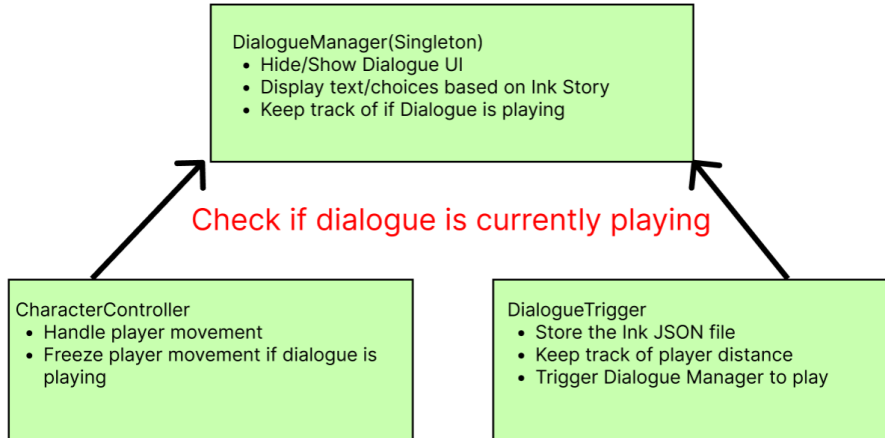 DialogueManager(Singleton)
• Hide/Show Dialogue UI
• Display text/choices based on Ink Story
• Keep track of if Dialogue is playing
Check if dialogue is currently playing
CharacterController
• Handle player movement
• Freeze player movement if dialogue is
playing
DialogueTrigger
• Store the Ink JSON file
• Keep track of player distance
• Trigger Dialogue Manager to play